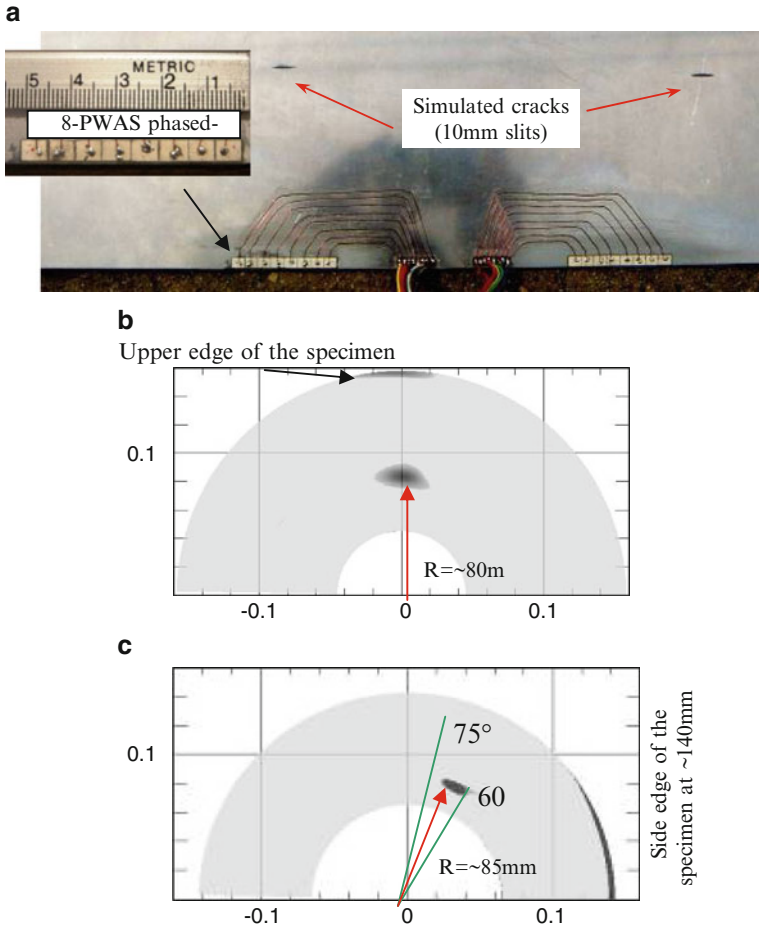 a
METRIC
5 4 3 2 1
8-PWAS phased-
Simulated cracks
(10mm slits)
b
Upper edge of the specimen
0.1
R=~80m
-0.1 0 0.1
c
0.1
75°
60
R=~85mm
-0.1 0 0.1
Side edge of the
specimen at ~140mm